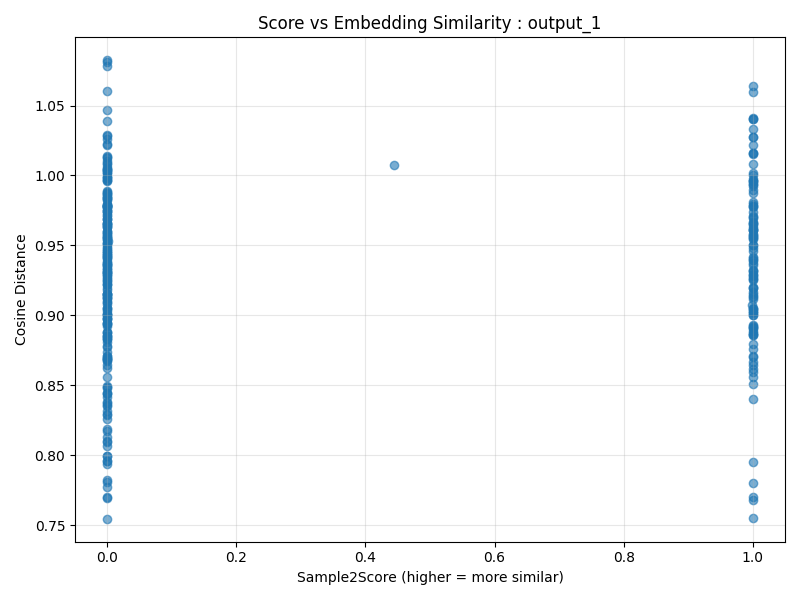 Score vs Embedding Similarity : output_1
Cosine Distance
1.05
1.00
0.95
0.90
0.85
0.80
0.75
0.0 0.2 0.4 0.6 0.8 1.0
Sample2Score (higher = more similar)